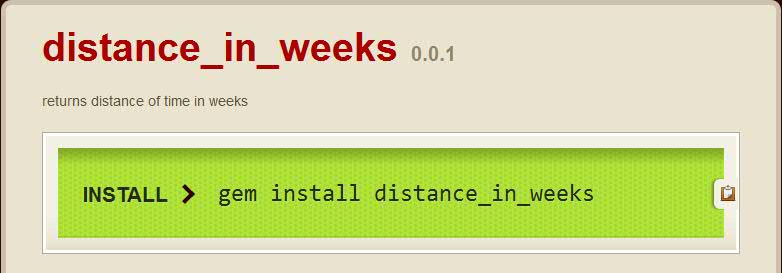 distance_in_weeks 0.0.1
returns distance of time in weeks
INSTALL gem install distance_in_weeks